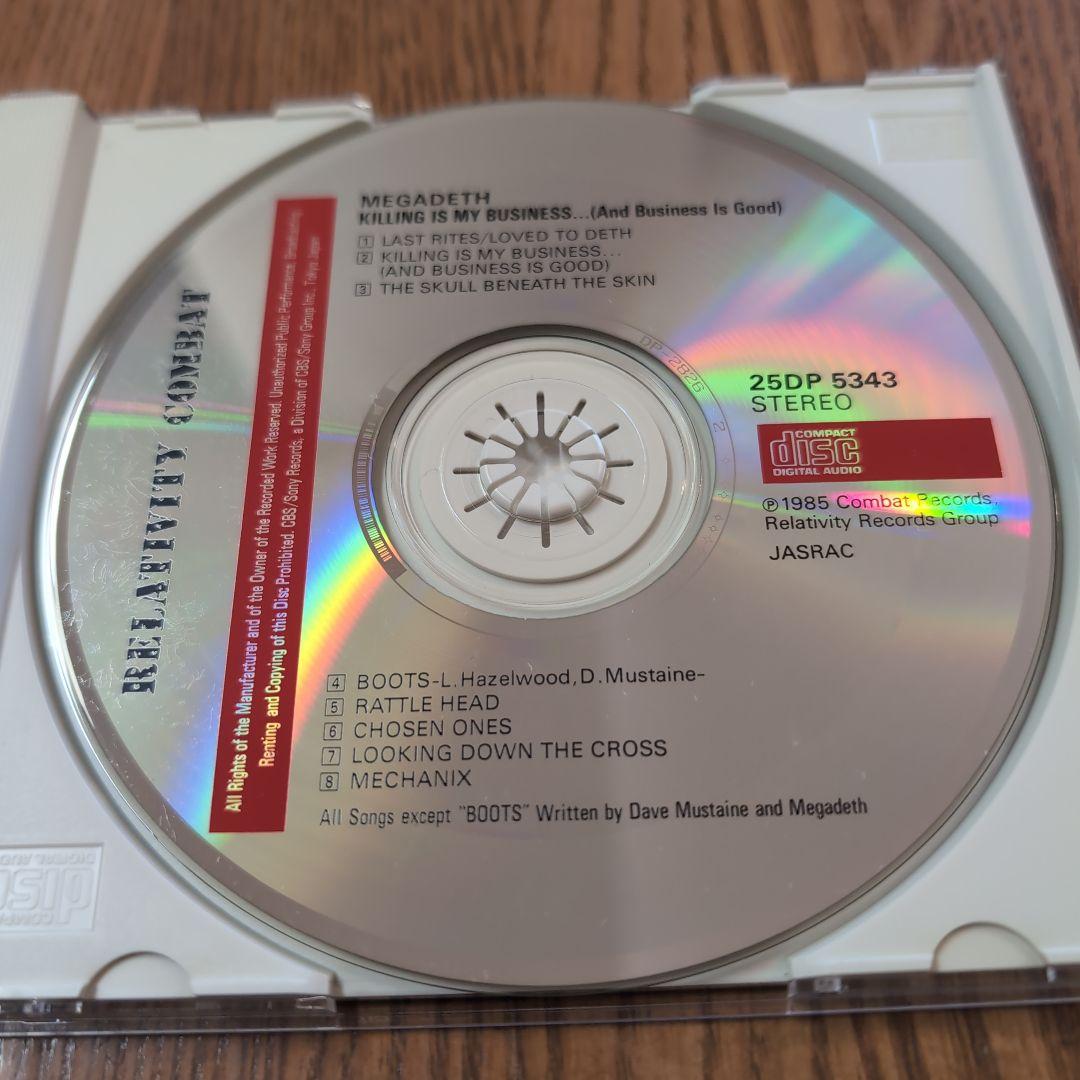 MEGADETH
KILLING IS MY BUSINESS...(And Business Is Good)
1 LAST RITES/LOVED TO DETH
2 KILLING IS MY BUSINESS...
(AND BUSINESS IS GOOD)
3 THE SKULL BENEATH THE SKIN
RELATIVITY COMBAT
All Rights of the Manufacturer and of the Owner of the Recorded Work Reserved. Unauthorized Public Performance, Broadcasting,
Renting and Copying of this Disc Prohibited. CBS/Sony Records, a Division of CBS/Sony Group Inc., Tokyo, Japan
DP-2826
2
25DP 5343
STEREO
COMPACT
disc
DIGITAL AUDIO
℗1985 Combat Records,
Relativity Records Group
JASRAC
4 BOOTS-L.Hazelwood, D.Mustaine-
5 RATTLE HEAD
6 CHOSEN ONES
7 LOOKING DOWN THE CROSS
8 MECHANIX
All Songs except "BOOTS" Written by Dave Mustaine and Megadeth
disc